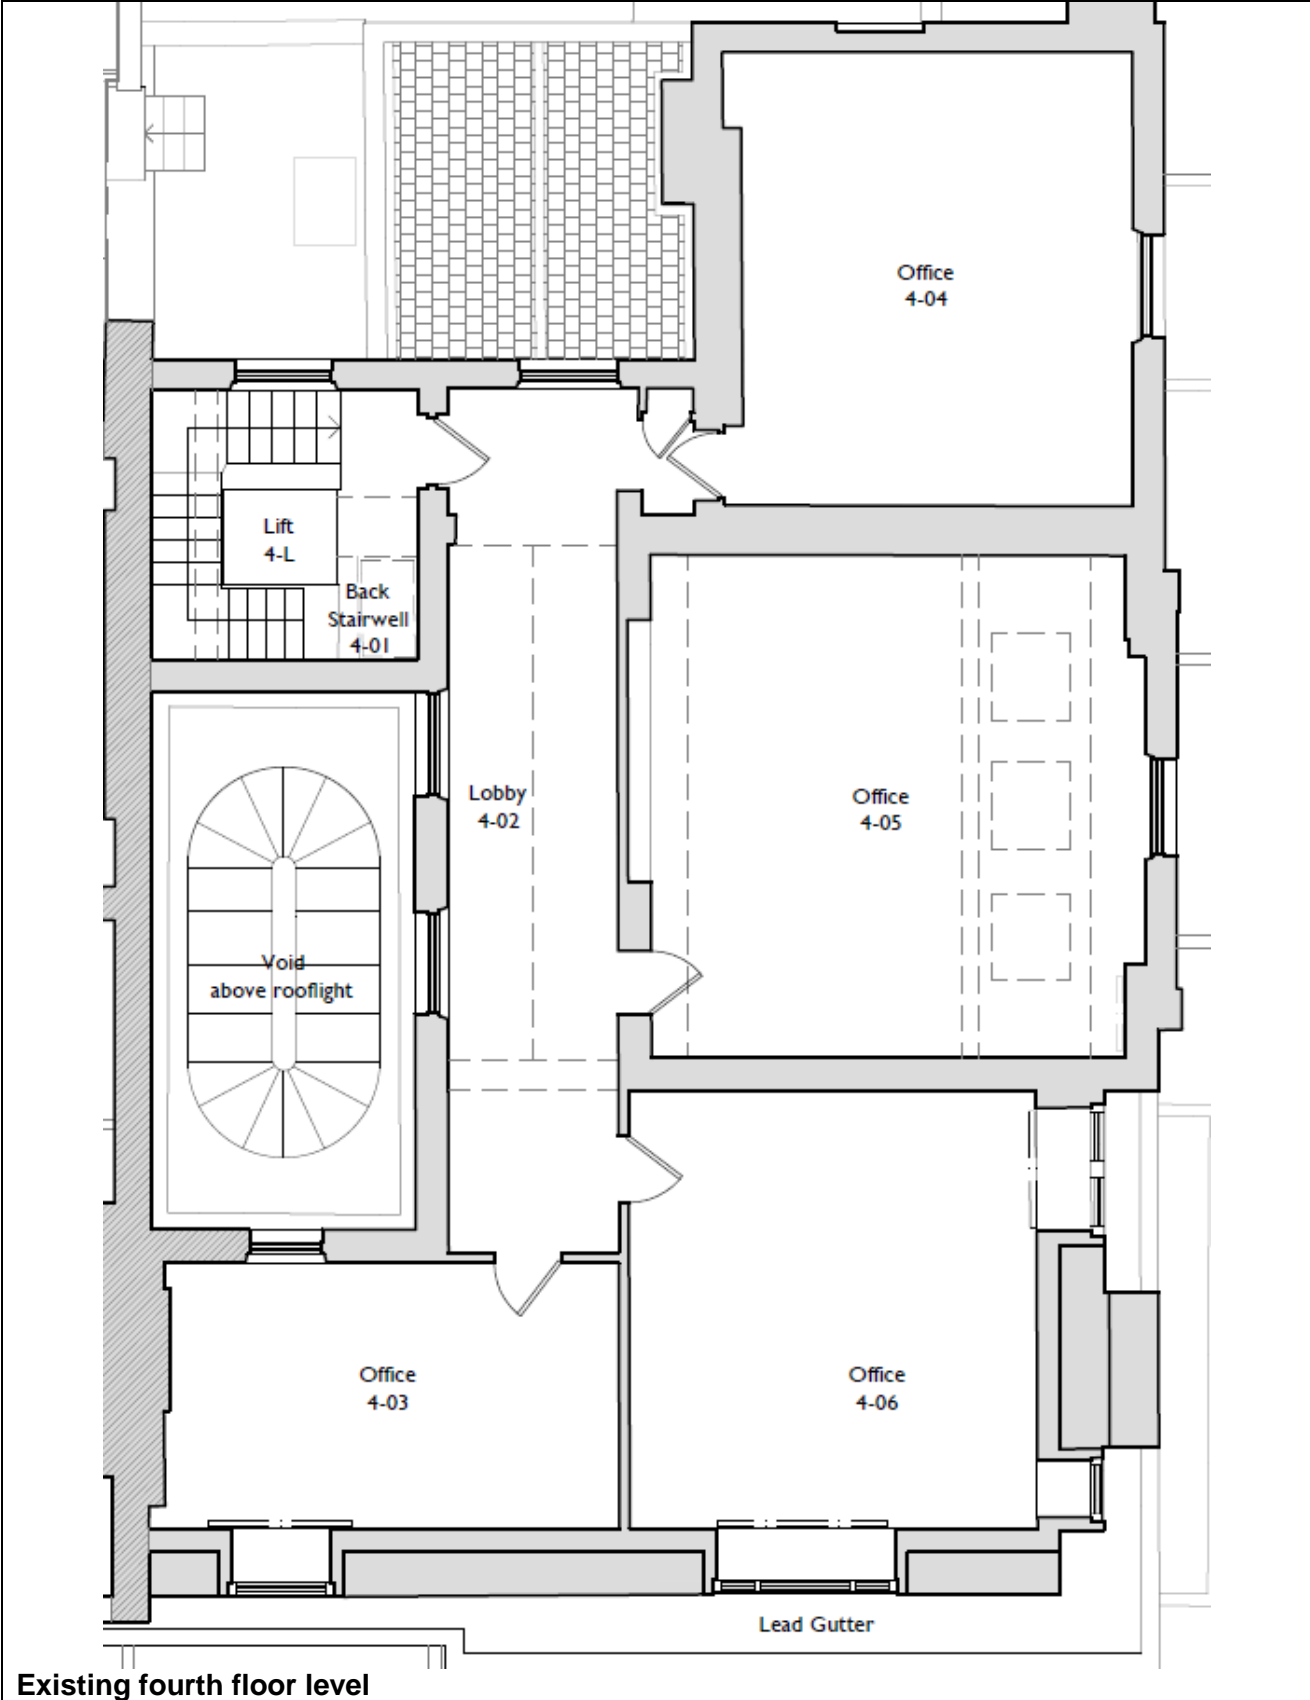 Office
4-04
Lift
4-L
Back
Stairwell
4-01
Lobby
4-02
Office
4-05
Void
above rooflight
Office
4-03
Office
4-06
Lead Gutter
Existing fourth floor level